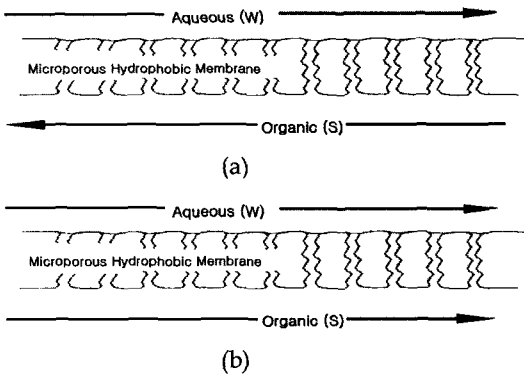 Aqueous (W)
Microporous Hydrophobic Membrane
Organic (S)
(a)
Aqueous (W)
Microporous Hydrophobic Membrane
Organic (S)
(b)